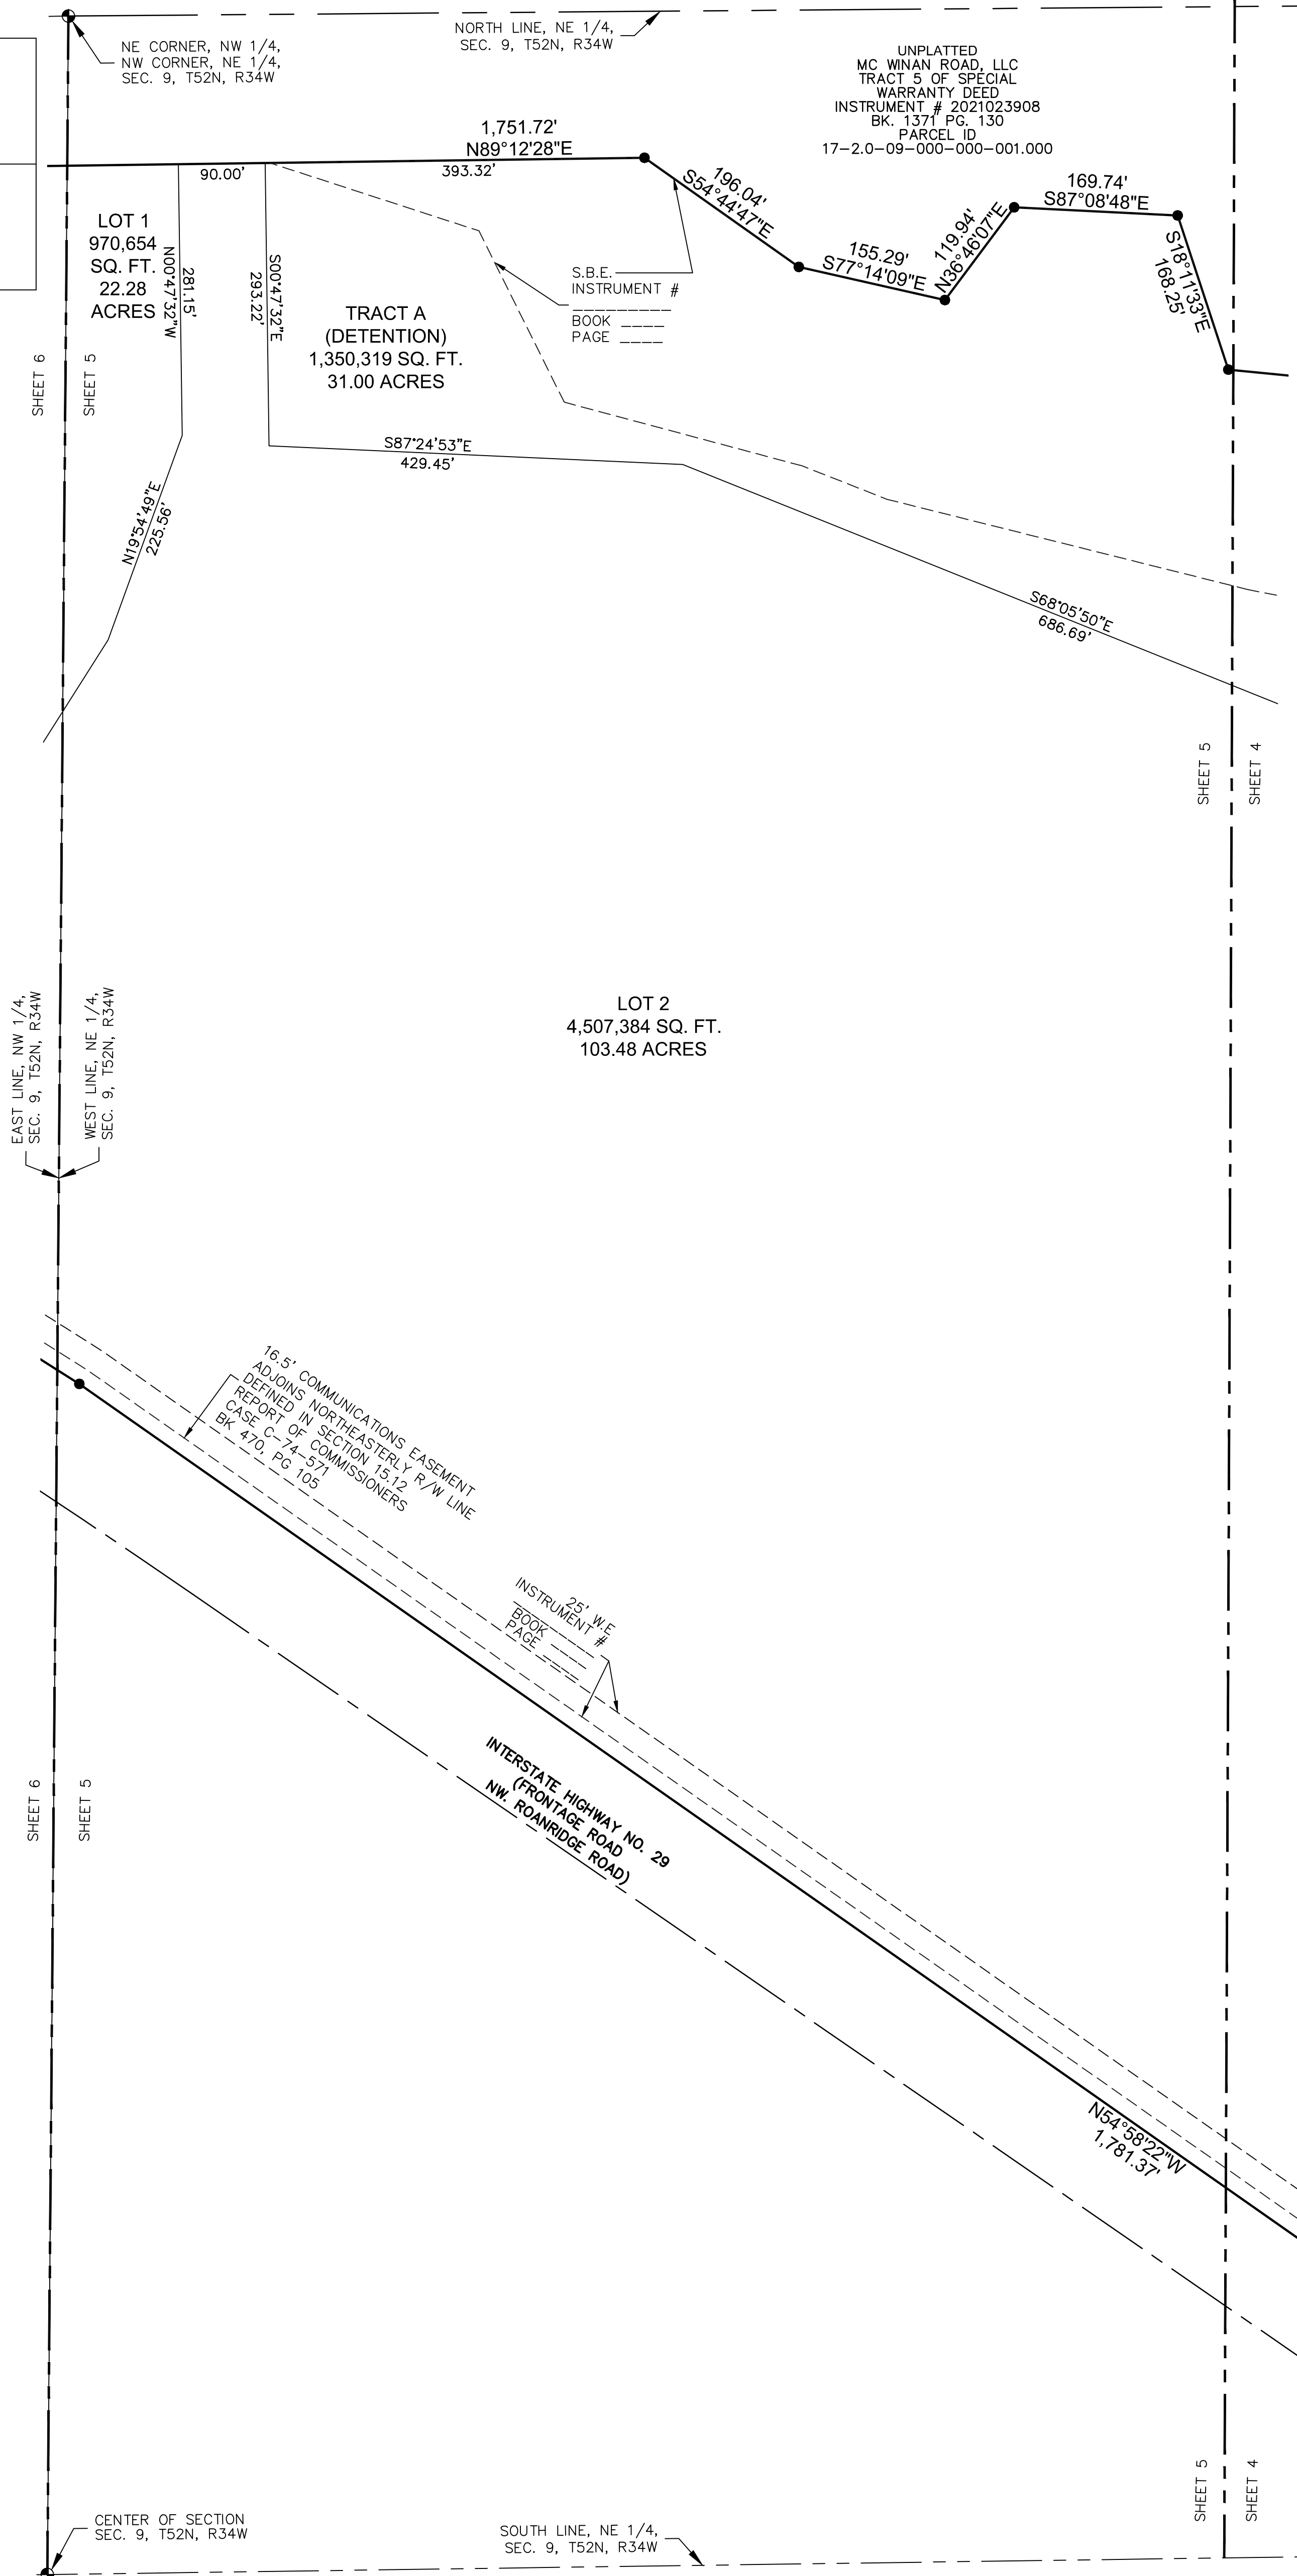 NE CORNER, NW 1/4,
NW CORNER, NE 1/4,
SEC. 9, T52N, R34W
NORTH LINE, NE 1/4,
SEC. 9, T52N, R34W
UNPLATTED
MC WINAN ROAD, LLC
TRACT 5 OF SPECIAL
WARRANTY DEED
INSTRUMENT # 2021023908
BK. 1371 PG. 130
PARCEL ID
17-2.0-09-000-000-001.000
1,751.72'
N89°12'28"E
90.00'
393.32'
196.04'
S54°44'47"E
155.29'
S77°14'09"E
119.94'
N36°46'07"E
169.74'
S87°08'48"E
S18°11'33"E
168.25'
LOT 1
970,654
SQ. FT.
22.28
ACRES
N00°47'32"W
281.15'
S00°47'32"E
293.22'
S.B.E.
INSTRUMENT #
_________
BOOK ____
PAGE ____
TRACT A
(DETENTION)
1,350,319 SQ. FT.
31.00 ACRES
SHEET 6
SHEET 5
S87°24'53"E
429.45'
N19°54'49"E
225.56'
S68°05'50"E
686.69'
SHEET 5
SHEET 4
LOT 2
4,507,384 SQ. FT.
103.48 ACRES
EAST LINE, NW 1/4,
SEC. 9, T52N, R34W
WEST LINE, NE 1/4,
SEC. 9, T52N, R34W
16.5' COMMUNICATIONS EASEMENT
ADJOINS NORTHEASTERLY R/W LINE
DEFINED IN SECTION 15.12
REPORT OF COMMISSIONERS
CASE C-74-571
BK 470, PG 105
25' W.E
INSTRUMENT #
_________
BOOK ____
PAGE ____
INTERSTATE HIGHWAY NO. 29
(FRONTAGE ROAD
NW. ROANRIDGE ROAD)
SHEET 6
SHEET 5
N54°58'22"W
1,781.37'
SHEET 5
SHEET 4
CENTER OF SECTION
SEC. 9, T52N, R34W
SOUTH LINE, NE 1/4,
SEC. 9, T52N, R34W